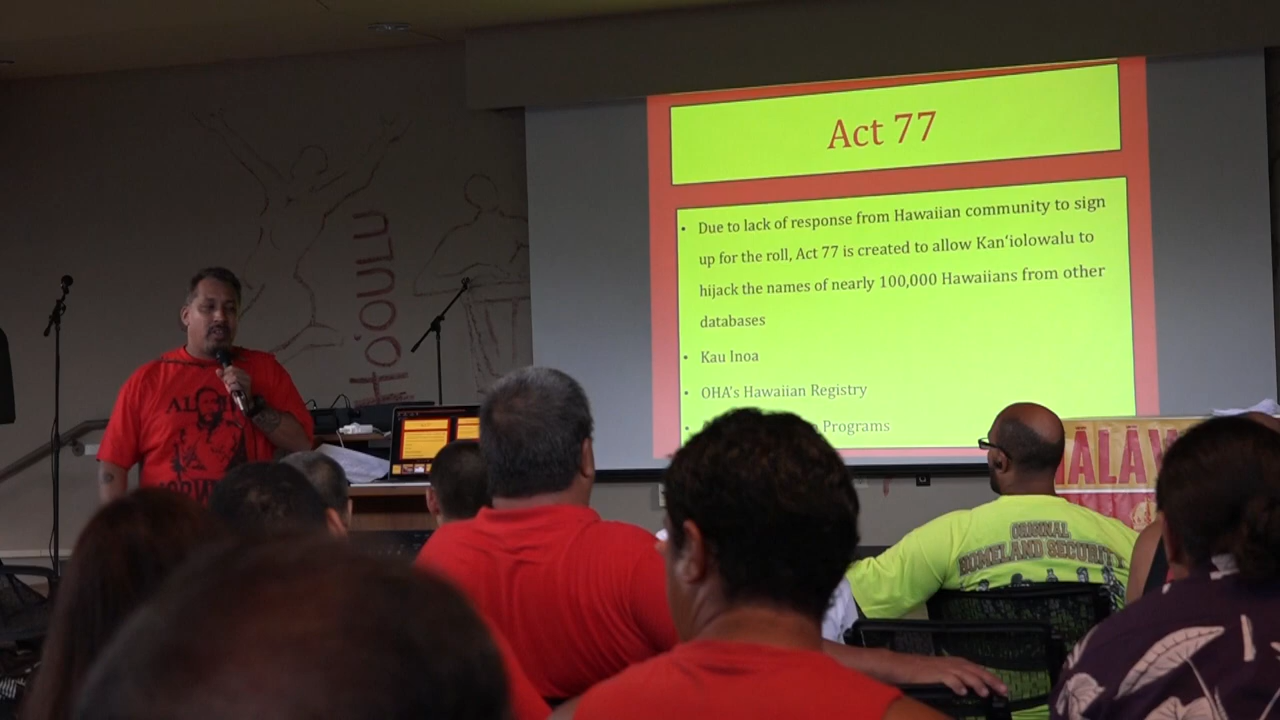 Act 77
• Due to lack of response from Hawaiian community to sign
up for the roll, Act 77 is created to allow Kanʻiolowalu to
hijack the names of nearly 100,000 Hawaiians from other
databases
• Kau Inoa
• OHA's Hawaiian Registry
Programs
HOʻOULU
ORIGINAL
HOMELAND SECURITY